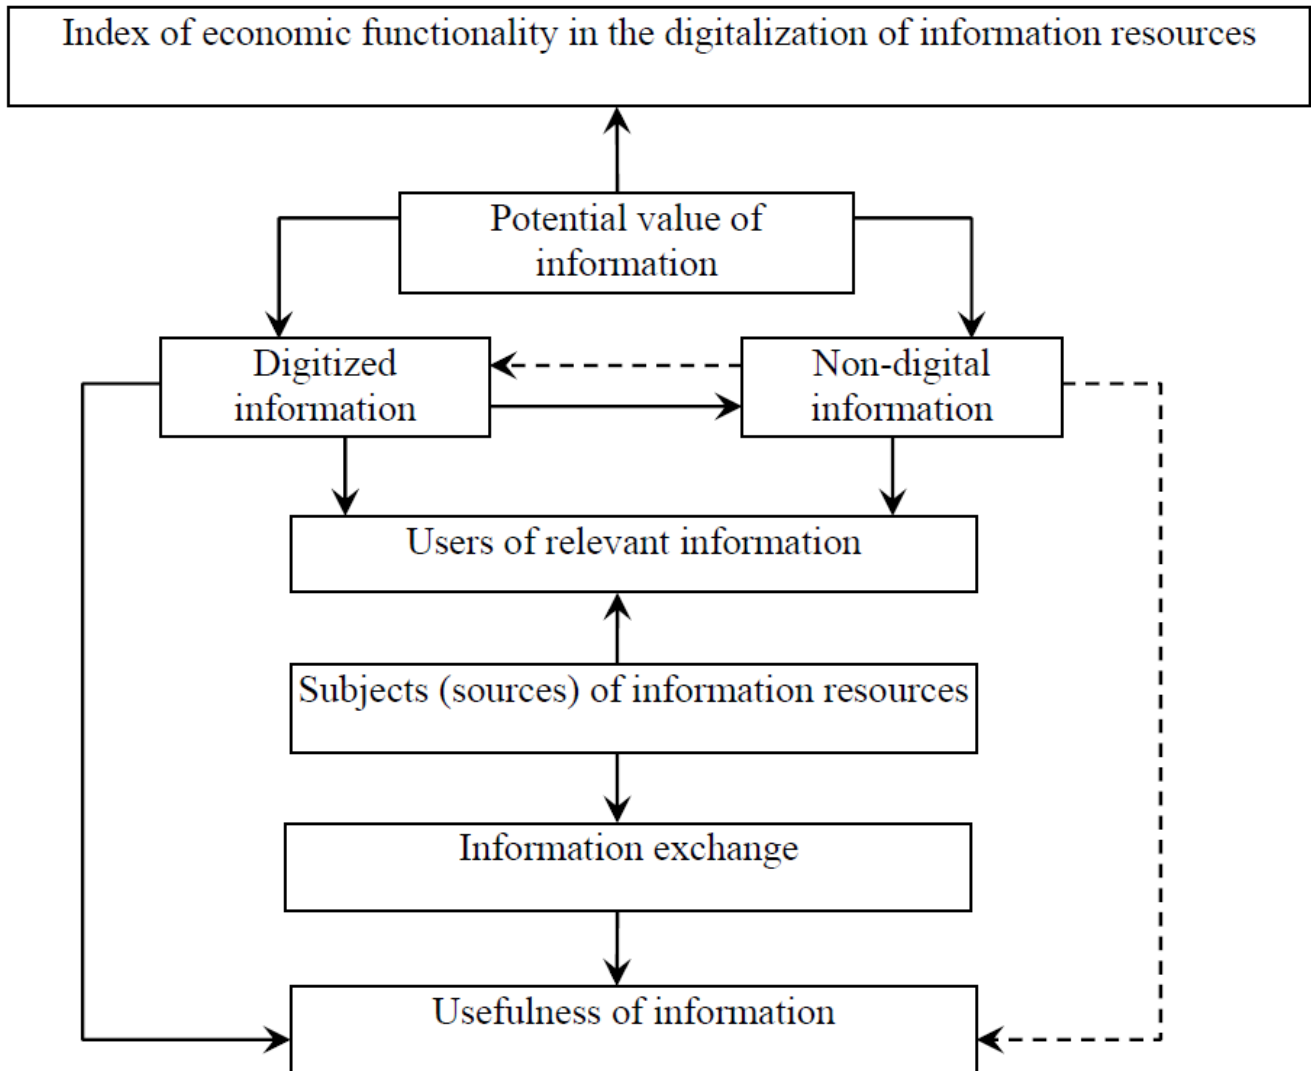 Index of economic functionality in the digitalization of information resources
Potential value of
information
Digitized
information
Non-digital
information
Users of relevant information
Subjects (sources) of information resources
Information exchange
Usefulness of information